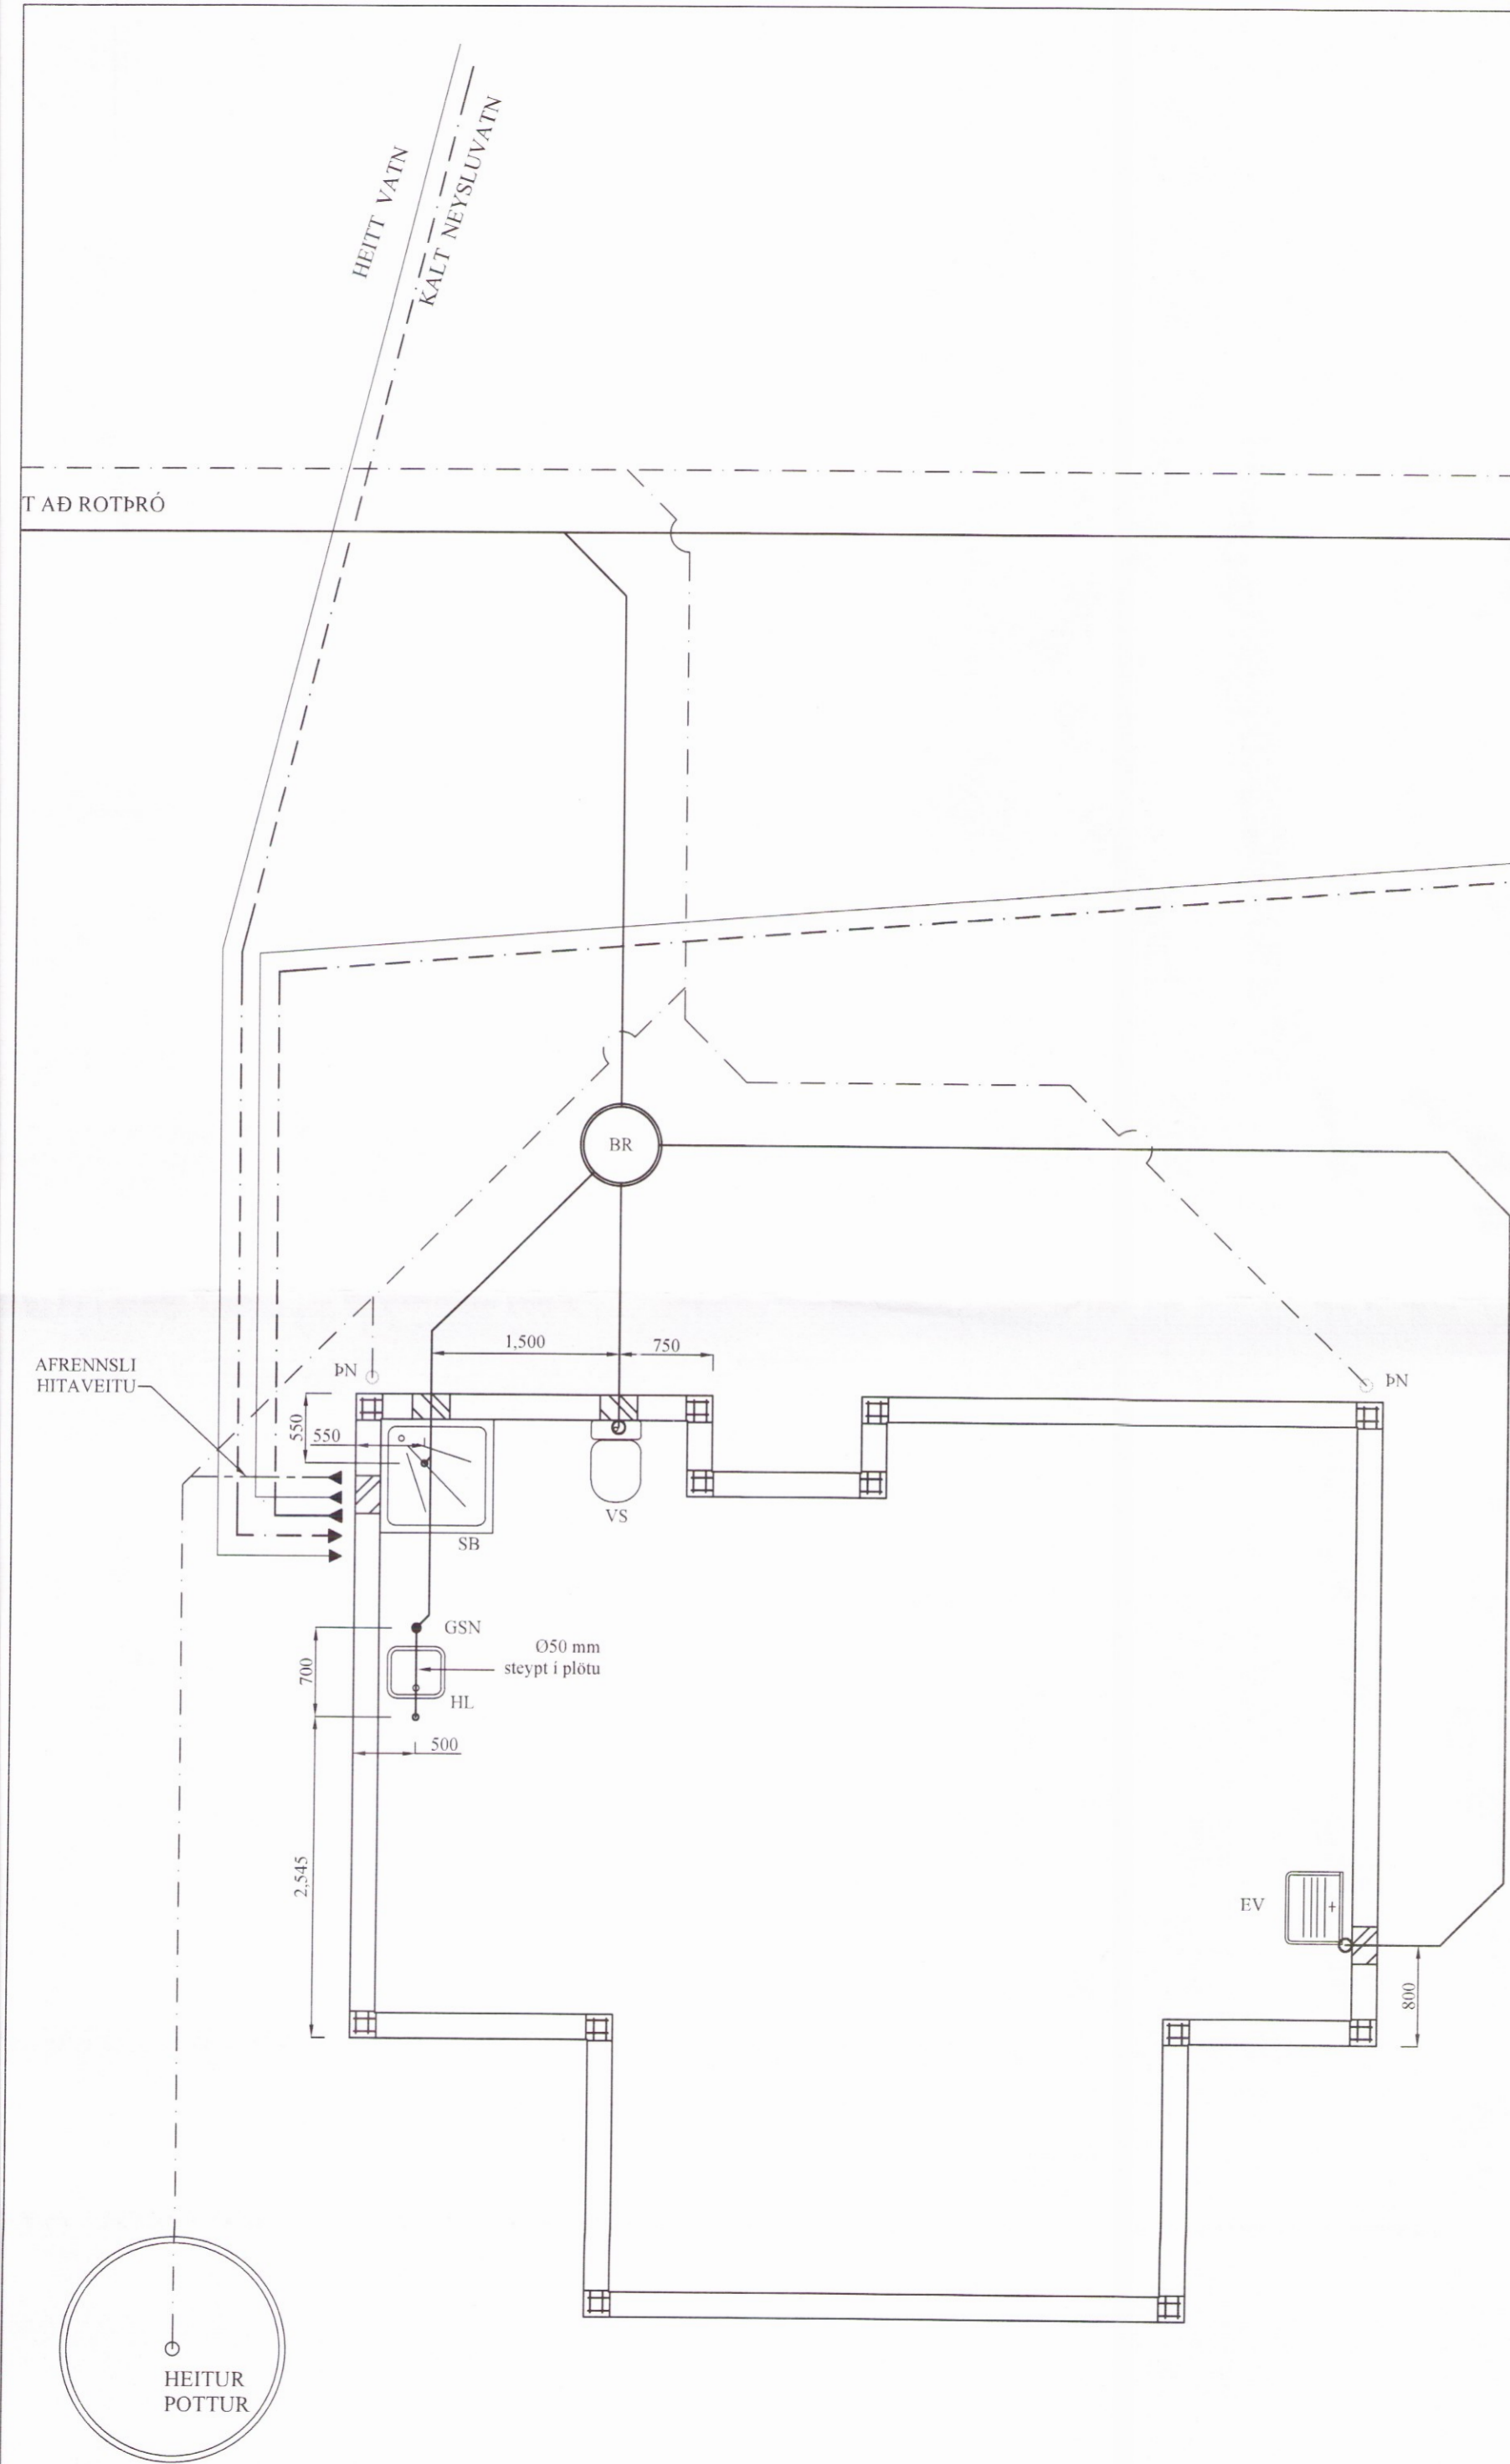 HEITT VATN
KALT NEYSLUVATN
T AÐ ROTÞRÓ
BR
1,500
750
AFRENNSLI
HITAVEITU
ÞN
ÞN
550
550
SB
VS
GSN
Ø50 mm
steypt í plötu
700
HL
500
2,545
EV
800
HEITUR
POTTUR